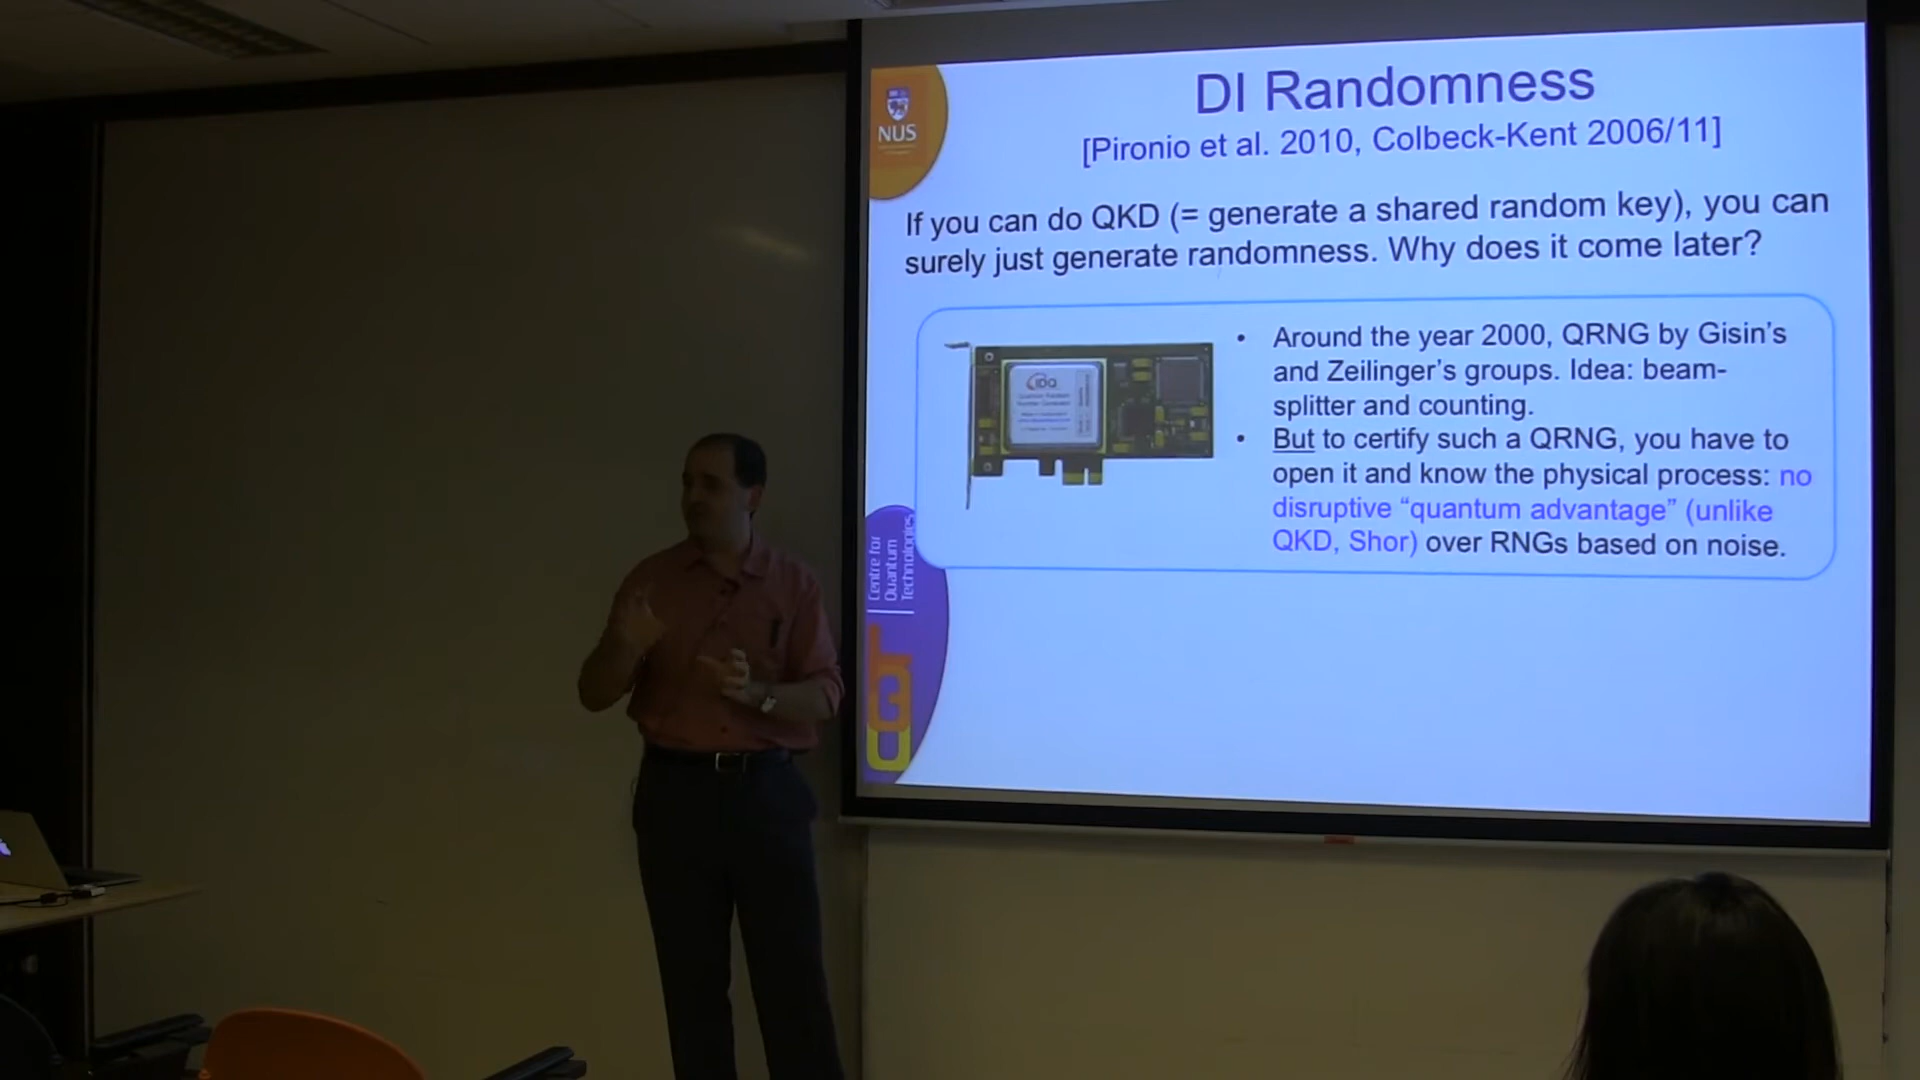 DI Randomness
[Pironio et al. 2010, Colbeck-Kent 2006/11]
NUS
If you can do QKD (= generate a shared random key), you can
surely just generate randomness. Why does it come later?
IDQ
• Around the year 2000, QRNG by Gisin’s
and Zeilinger’s groups. Idea: beam-
splitter and counting.
• But to certify such a QRNG, you have to
open it and know the physical process: no
disruptive “quantum advantage” (unlike
QKD, Shor) over RNGs based on noise.
Centre for
Quantum
Technologies
CQT